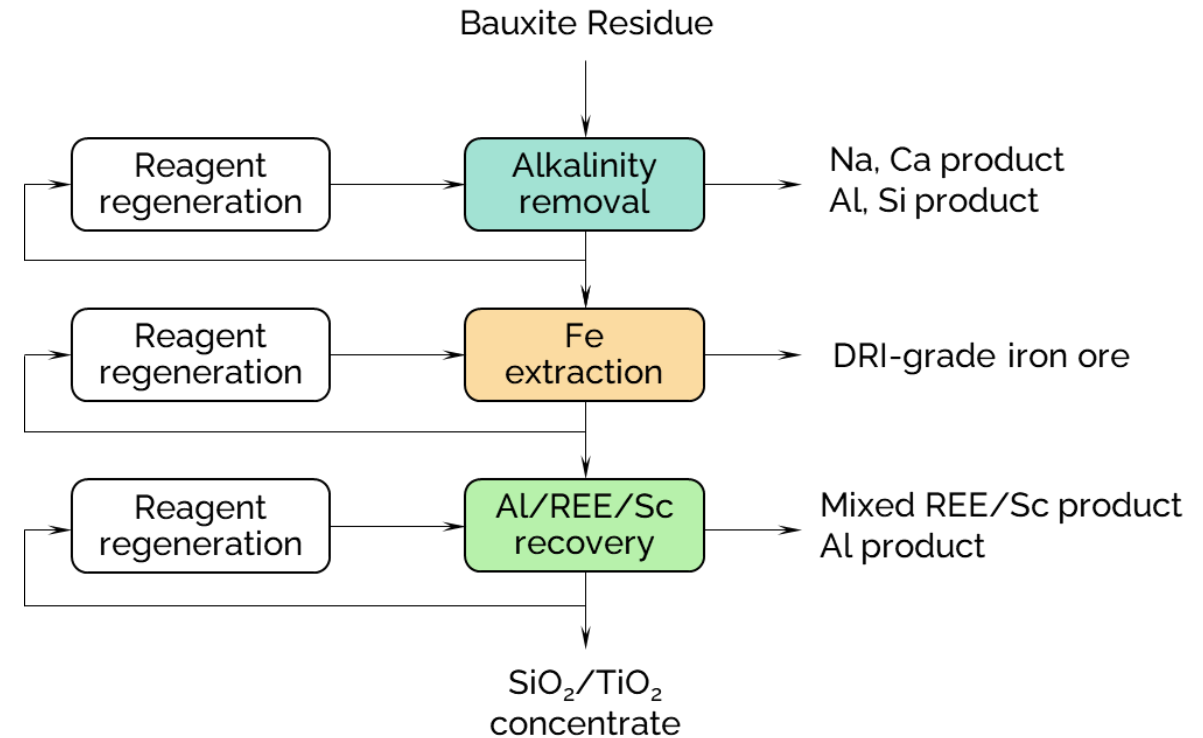 Bauxite Residue
Reagent
regeneration
Alkalinity
removal
Na, Ca product
Al, Si product
Reagent
regeneration
Fe
extraction
DRI-grade iron ore
Reagent
regeneration
Al/REE/Sc
recovery
Mixed REE/Sc product
Al product
SiO₂/TiO₂
concentrate